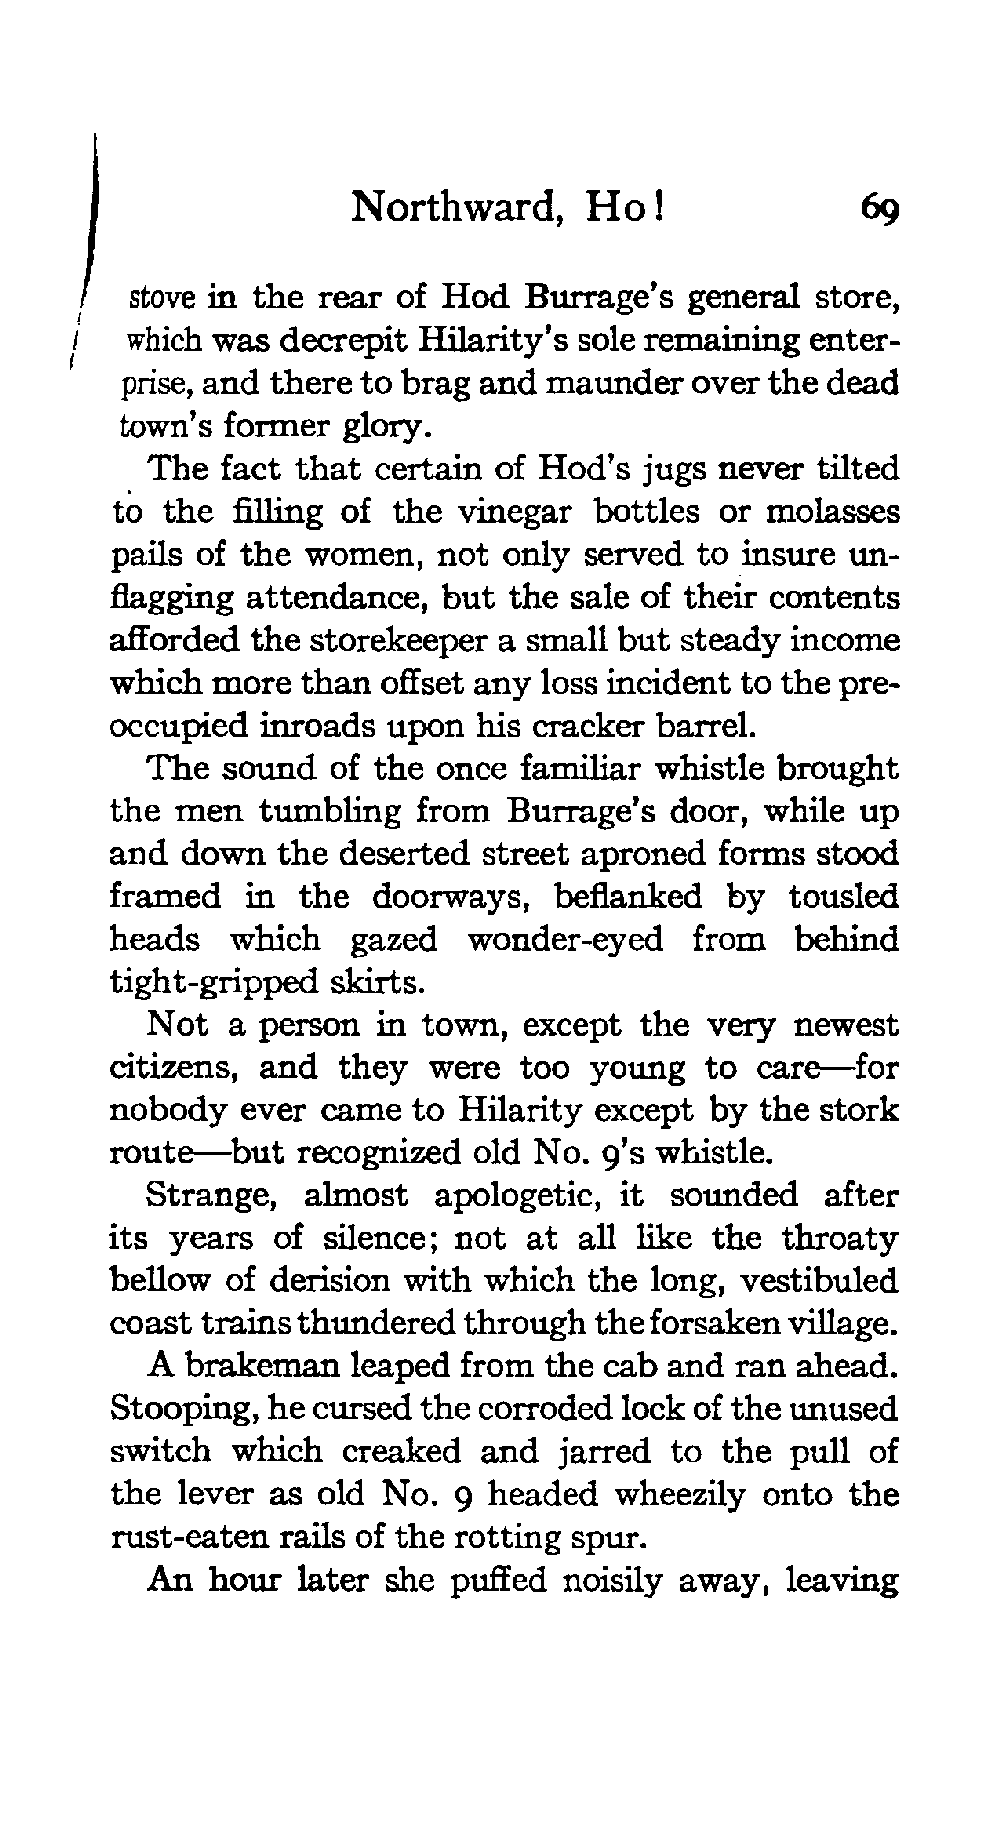 Northward, Ho! 69
stove in the rear of Hod Burrage's general store,
which was decrepit Hilarity's sole remaining enter-
prise, and there to brag and maunder over the dead
town's former glory.
The fact that certain of Hod's jugs never tilted
to the filling of the vinegar bottles or molasses
pails of the women, not only served to insure un-
flagging attendance, but the sale of their contents
afforded the storekeeper a small but steady income
which more than offset any loss incident to the pre-
occupied inroads upon his cracker barrel.
The sound of the once familiar whistle brought
the men tumbling from Burrage's door, while up
and down the deserted street aproned forms stood
framed in the doorways, beflanked by tousled
heads which gazed wonder-eyed from behind
tight-gripped skirts.
Not a person in town, except the very newest
citizens, and they were too young to care—for
nobody ever came to Hilarity except by the stork
route—but recognized old No. 9's whistle.
Strange, almost apologetic, it sounded after
its years of silence; not at all like the throaty
bellow of derision with which the long, vestibuled
coast trains thundered through the forsaken village.
A brakeman leaped from the cab and ran ahead.
Stooping, he cursed the corroded lock of the unused
switch which creaked and jarred to the pull of
the lever as old No. 9 headed wheezily onto the
rust-eaten rails of the rotting spur.
An hour later she puffed noisily away, leaving